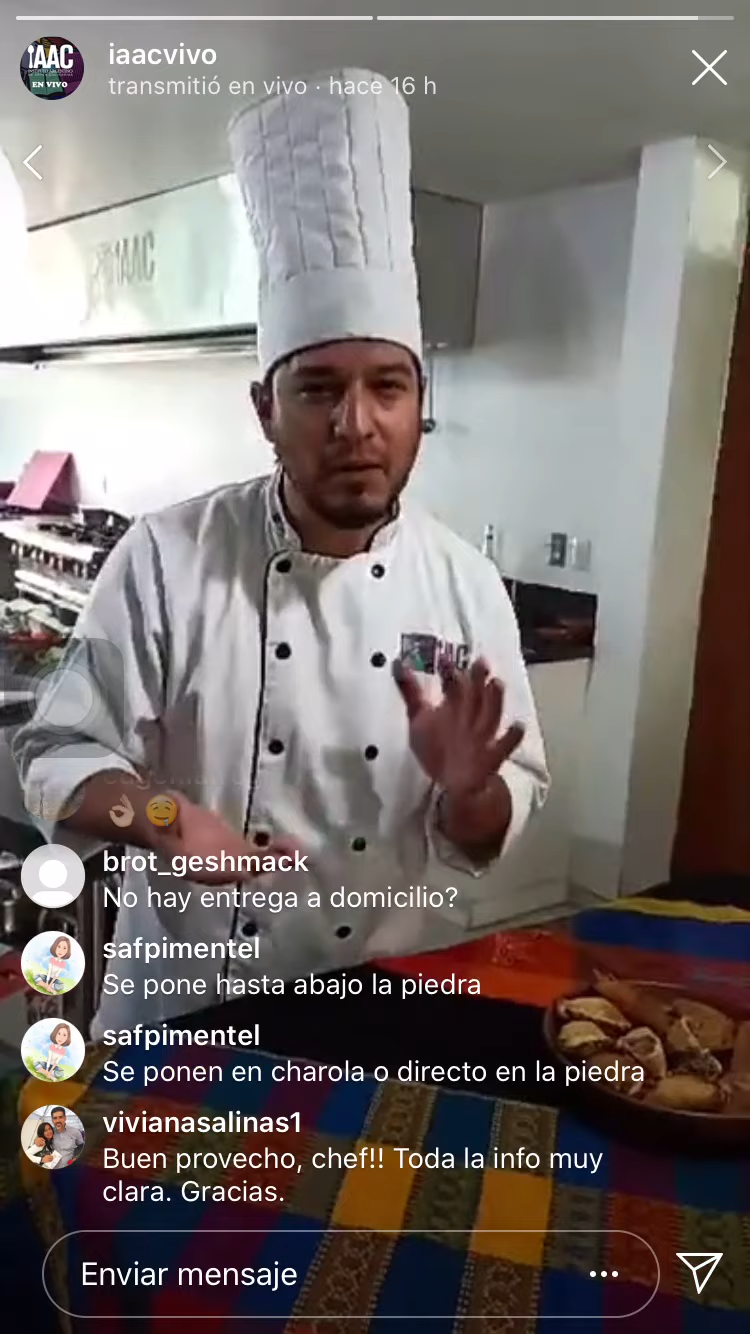 iAAC
EN VIVO
iaacvivo
transmitió en vivo · hace 16 h
IAAC
brot_geshmack
No hay entrega a domicilio?
safpimentel
Se pone hasta abajo la piedra
safpimentel
Se ponen en charola o directo en la piedra
vivianasalinas1
Buen provecho, chef!! Toda la info muy
clara. Gracias.
Enviar mensaje